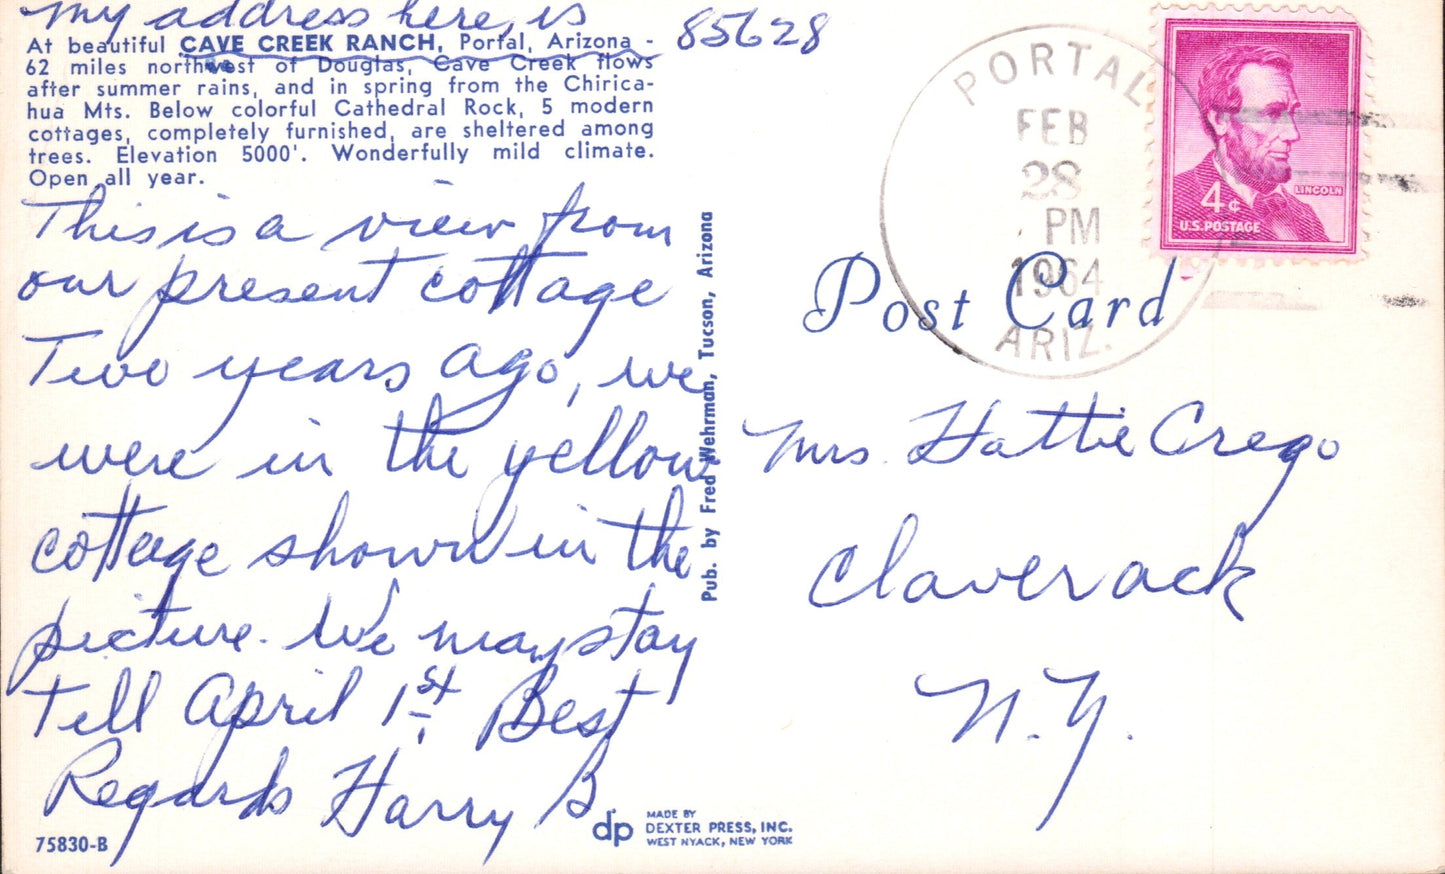 my address here, is
85628
At beautiful CAVE CREEK RANCH, Portal, Arizona -
62 miles northwest of Douglas, Cave Creek flows
after summer rains, and in spring from the Chirica-
hua Mts. Below colorful Cathedral Rock, 5 modern
cottages, completely furnished, are sheltered among
trees. Elevation 5000'. Wonderfully mild climate.
Open all year.
This is a view from
our present cottage
Two years ago, we
were in the yellow
cottage shown in the
picture. We may stay
till April 1st. Best
Regards Harry B
75830-B
Pub. by Fred Wehrman, Tucson, Arizona
dp
MADE BY
DEXTER PRESS, INC.
WEST NYACK, NEW YORK
PORTAL
FEB
28
PM
1964
ARIZ.
LINCOLN
4¢
U.S. POSTAGE
Post Card
Mrs. Hattie Crego
Claverack
N.Y.